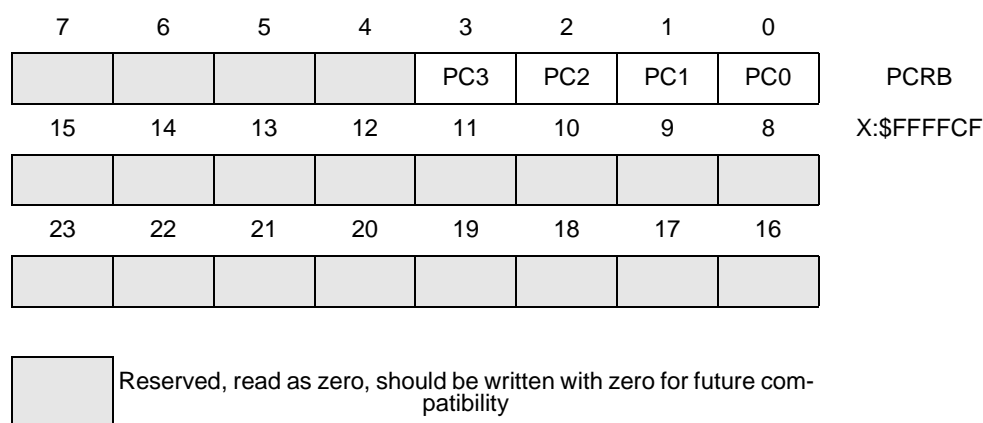 7 6 5 4 3 2 1 0
PC3 PC2 PC1 PC0 PCRB
15 14 13 12 11 10 9 8 X:$FFFFCF
23 22 21 20 19 18 17 16
Reserved, read as zero, should be written with zero for future com-
patibility